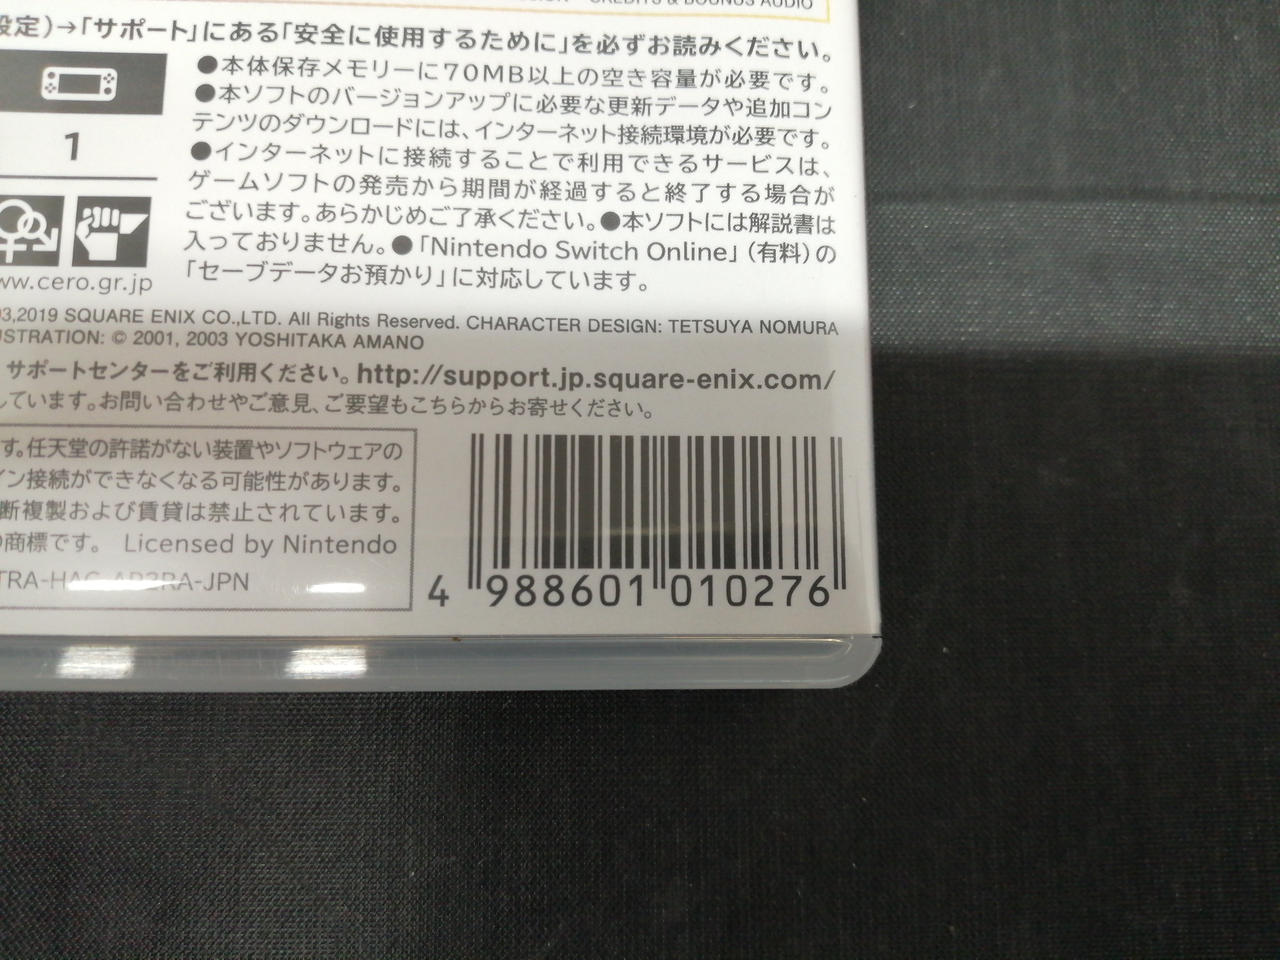 CREDITS & BOUNUS AUDIO
設定)→「サポート」にある「安全に使用するために」を必ずお読みください。
●本体保存メモリーに70MB以上の空き容量が必要です。
●本ソフトのバージョンアップに必要な更新データや追加コン
テンツのダウンロードには、インターネット接続環境が必要です。
1
●インターネットに接続することで利用できるサービスは、
ゲームソフトの発売から期間が経過すると終了する場合が
ございます。あらかじめご了承ください。●本ソフトには解説書は
入っておりません。●「Nintendo Switch Online」(有料)の
「セーブデータお預かり」に対応しています。
ww.cero.gr.jp
03,2019 SQUARE ENIX CO.,LTD. All Rights Reserved. CHARACTER DESIGN: TETSUYA NOMURA
USTRATION: © 2001, 2003 YOSHITAKA AMANO
サポートセンターをご利用ください。http://support.jp.square-enix.com/
しています。お問い合わせやご意見、ご要望もこちらからお寄せください。
す。任天堂の許諾がない装置やソフトウェアの
イン接続ができなくなる可能性があります。
断複製および賃貸は禁止されています。
の商標です。 Licensed by Nintendo
TRA-HAC-AP2RA-JPN
4 988601 010276